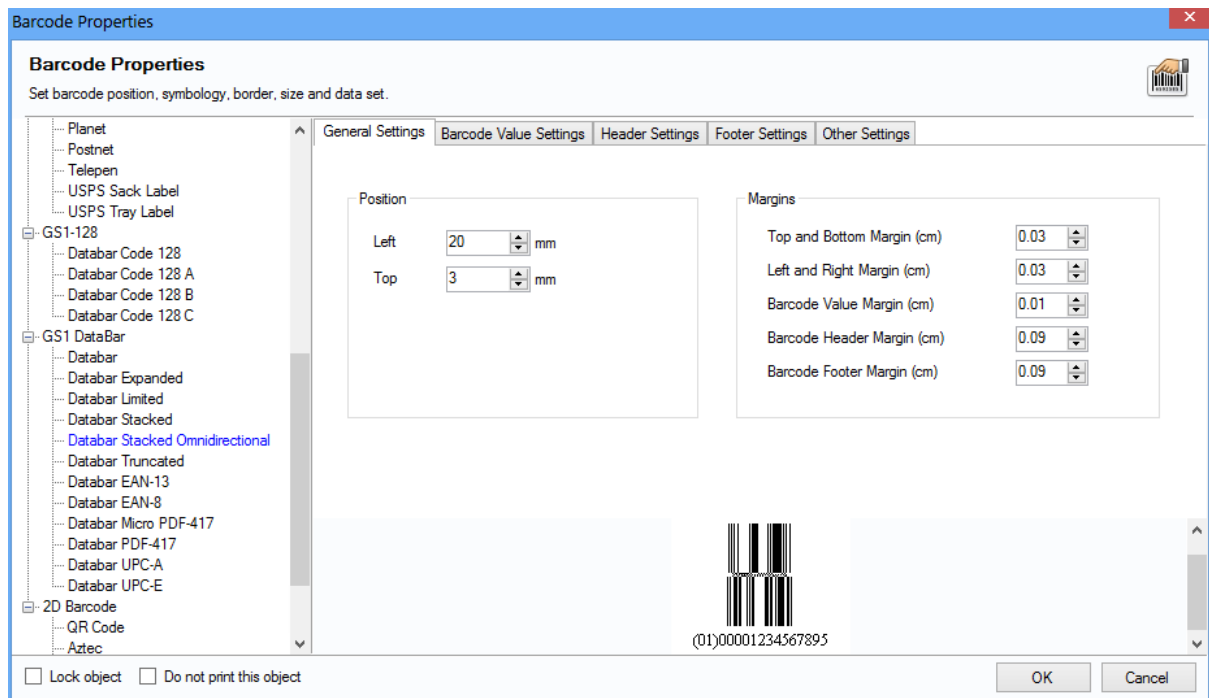 Barcode Properties
Barcode Properties
Set barcode position, symbology, border, size and data set.
Planet
Postnet
Telepen
USPS Sack Label
USPS Tray Label
GS1-128
Databar Code 128
Databar Code 128 A
Databar Code 128 B
Databar Code 128 C
GS1 DataBar
Databar
Databar Expanded
Databar Limited
Databar Stacked
Databar Stacked Omnidirectional
Databar Truncated
Databar EAN-13
Databar EAN-8
Databar Micro PDF-417
Databar PDF-417
Databar UPC-A
Databar UPC-E
2D Barcode
QR Code
Aztec
General Settings Barcode Value Settings Header Settings Footer Settings Other Settings
Position
Left 20 mm
Top 3 mm
Margins
Top and Bottom Margin (cm) 0.03
Left and Right Margin (cm) 0.03
Barcode Value Margin (cm) 0.01
Barcode Header Margin (cm) 0.09
Barcode Footer Margin (cm) 0.09
(01)00001234567895
Lock object Do not print this object OK Cancel